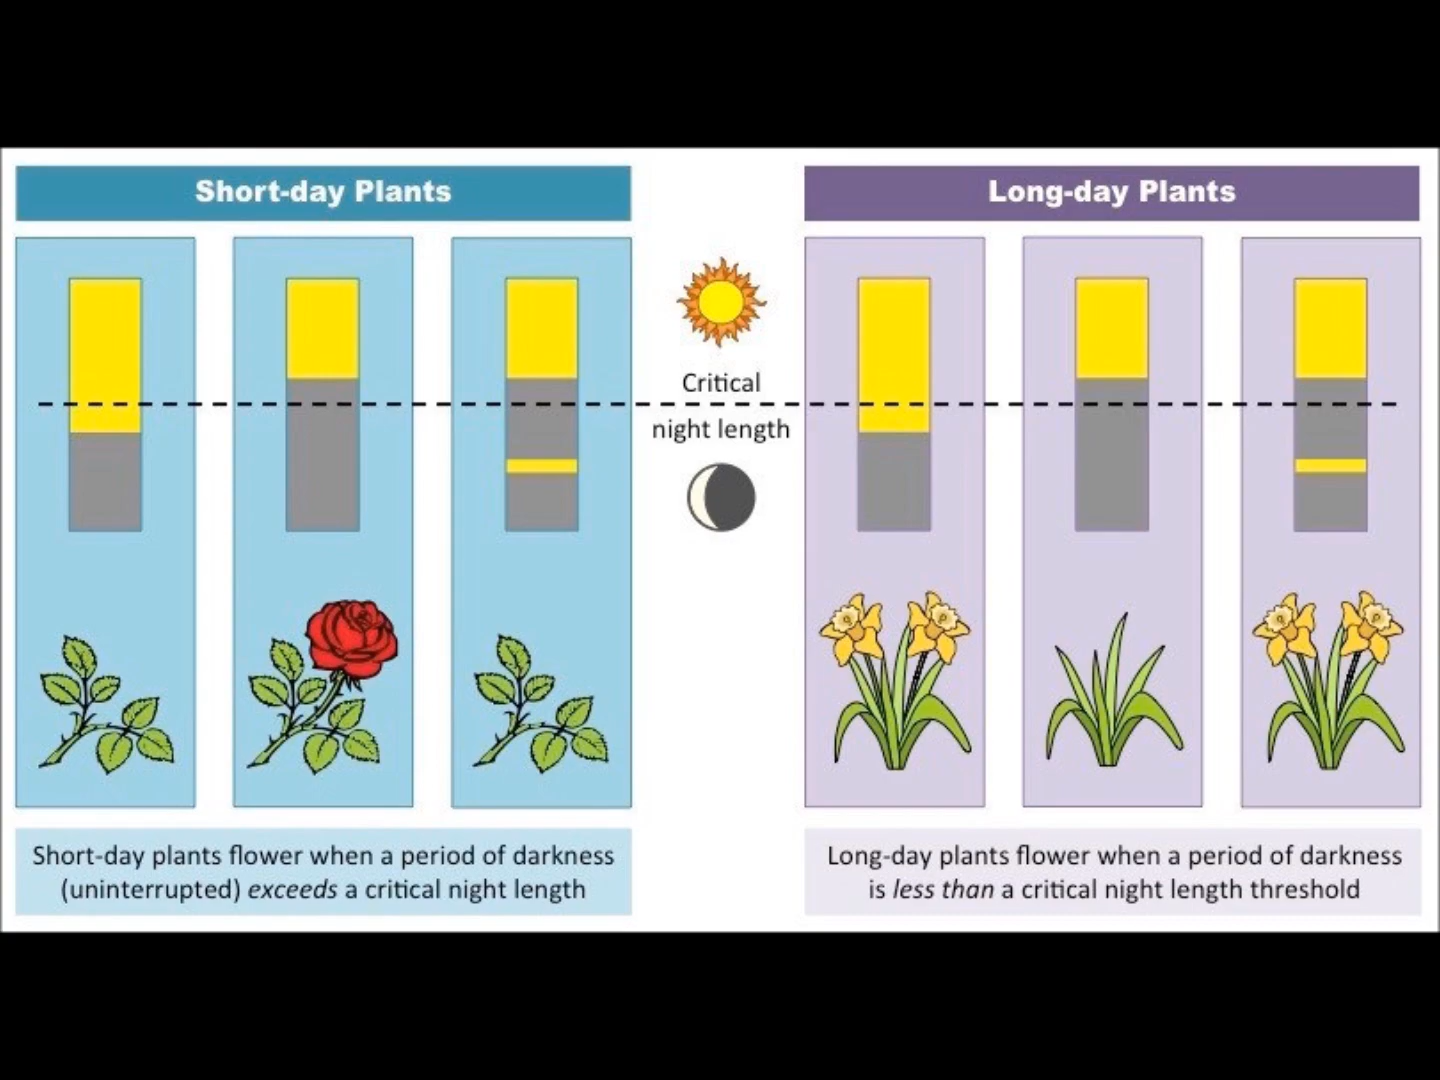 Short-day Plants
Long-day Plants
Critical
night length
Short-day plants flower when a period of darkness
(uninterrupted) exceeds a critical night length
Long-day plants flower when a period of darkness
is less than a critical night length threshold